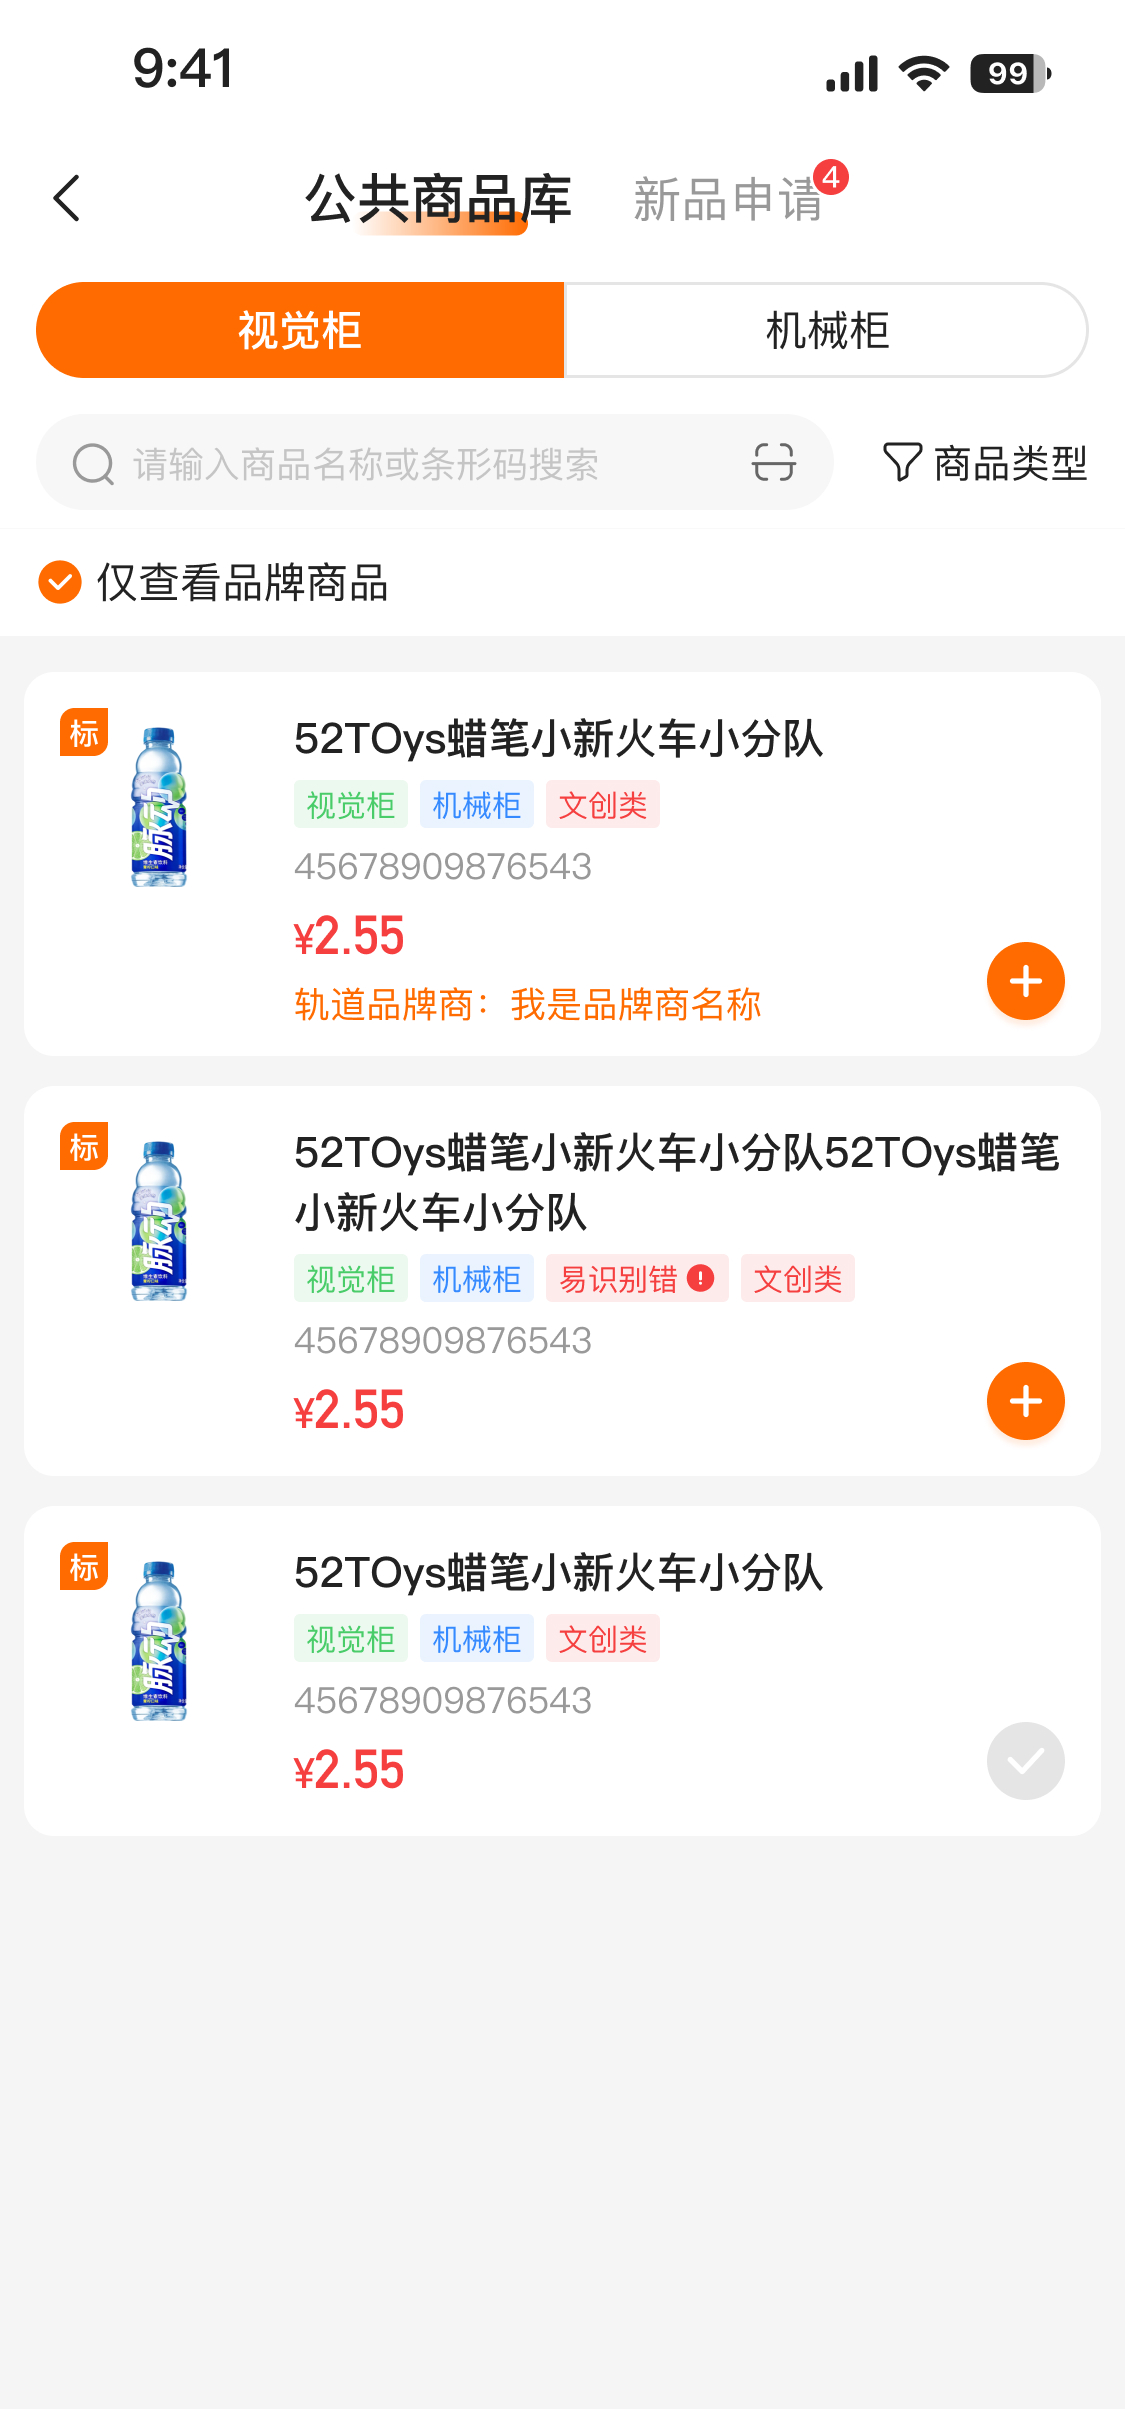 9:41
99
公共商品库
新品申请
4
视觉柜
机械柜
请输入商品名称或条形码搜索
商品类型
仅查看品牌商品
标
脉动
52TOys蜡笔小新火车小分队
视觉柜
机械柜
文创类
45678909876543
¥2.55
轨道品牌商：我是品牌商名称
标
脉动
52TOys蜡笔小新火车小分队52TOys蜡笔
小新火车小分队
视觉柜
机械柜
易识别错
文创类
45678909876543
¥2.55
标
脉动
52TOys蜡笔小新火车小分队
视觉柜
机械柜
文创类
45678909876543
¥2.55